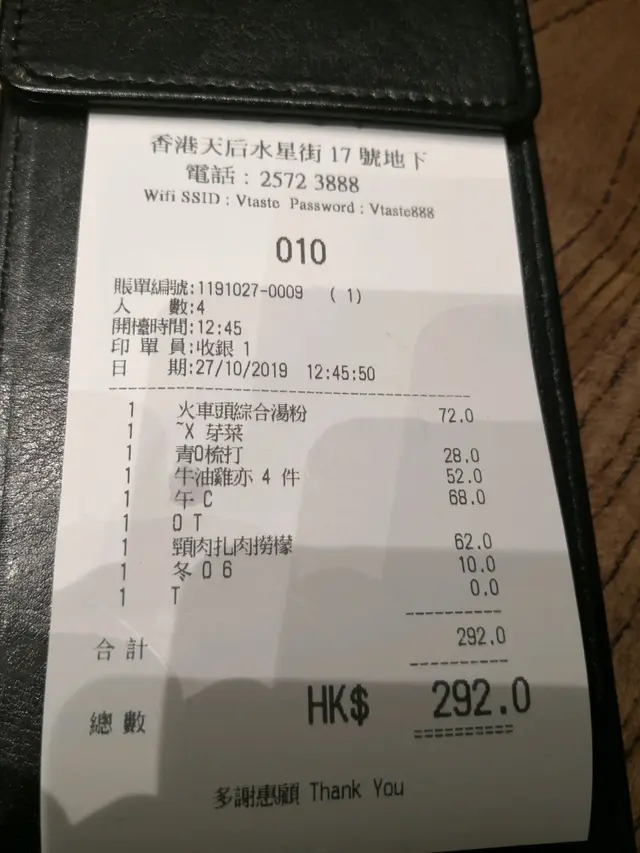 香港天后水星街 17 號地下
電話 : 2572 3888
Wifi SSID : Vtaste Password : Vtaste888
010
賬單編號:1191027-0009 ( 1)
人 數:4
開檯時間:12:45
印 單 員:收銀 1
日 期:27/10/2019 12:45:50
1 火車頭綜合湯粉 72.0
1 ~X 芽菜
1 青O梳打 28.0
1 牛油雞亦 4 件 52.0
1 午 C 68.0
1 O T
1 頸肉扎肉撈檬 62.0
1 冬 O 6 10.0
1 T 0.0
合 計 292.0
總 數 HK$ 292.0
多謝惠顧 Thank You